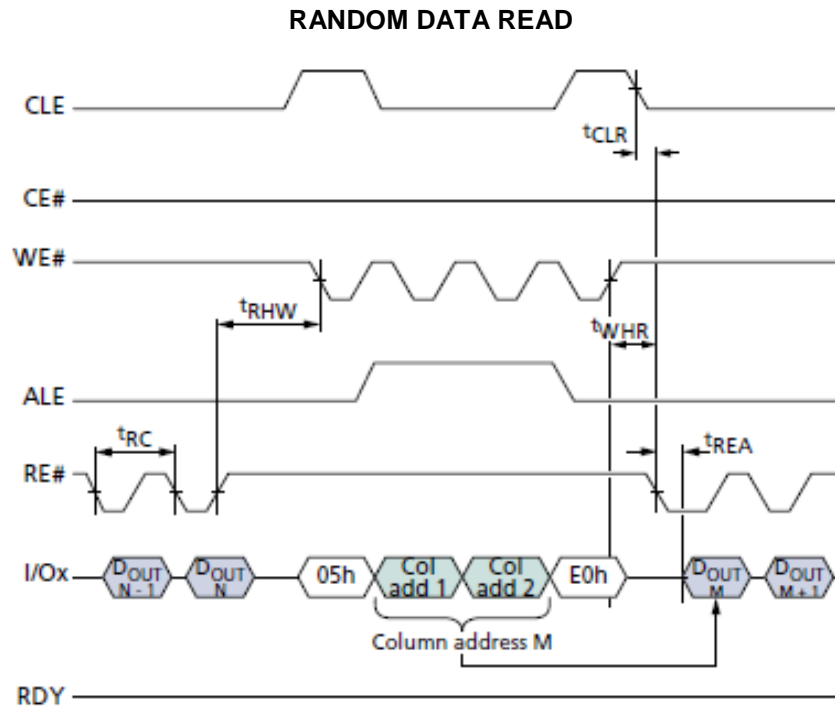 RANDOM DATA READ
CLE
tCLR
CE#
WE#
tRHW
tWHR
ALE
tRC
tREA
RE#
I/Ox
DOUT N - 1
DOUT N
05h
Col add 1
Col add 2
E0h
DOUT M
DOUT M + 1
Column address M
RDY